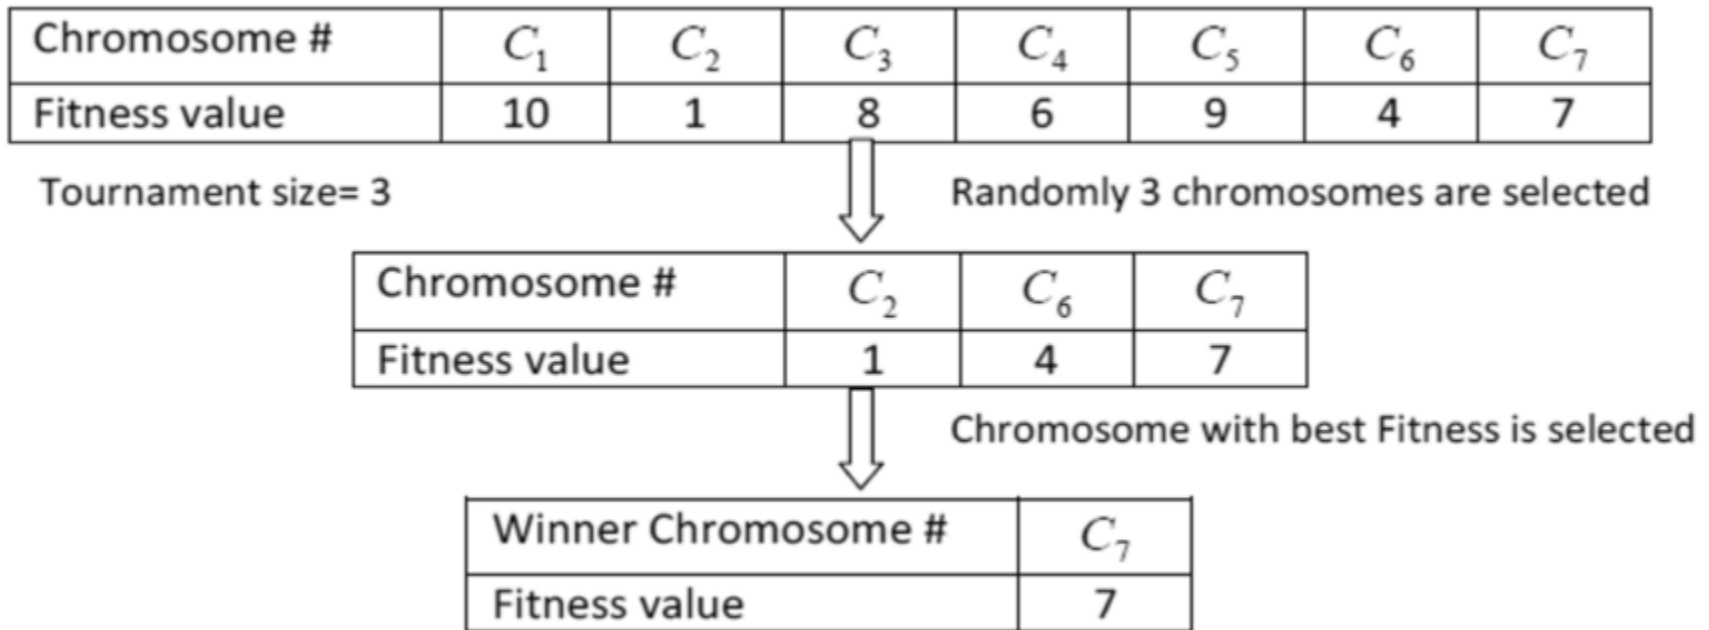 Chromosome # C₁ C₂ C₃ C₄ C₅ C₆ C₇
Fitness value 10 1 8 6 9 4 7
Tournament size= 3 Randomly 3 chromosomes are selected
Chromosome # C₂ C₆ C₇
Fitness value 1 4 7
Chromosome with best Fitness is selected
Winner Chromosome # C₇
Fitness value 7